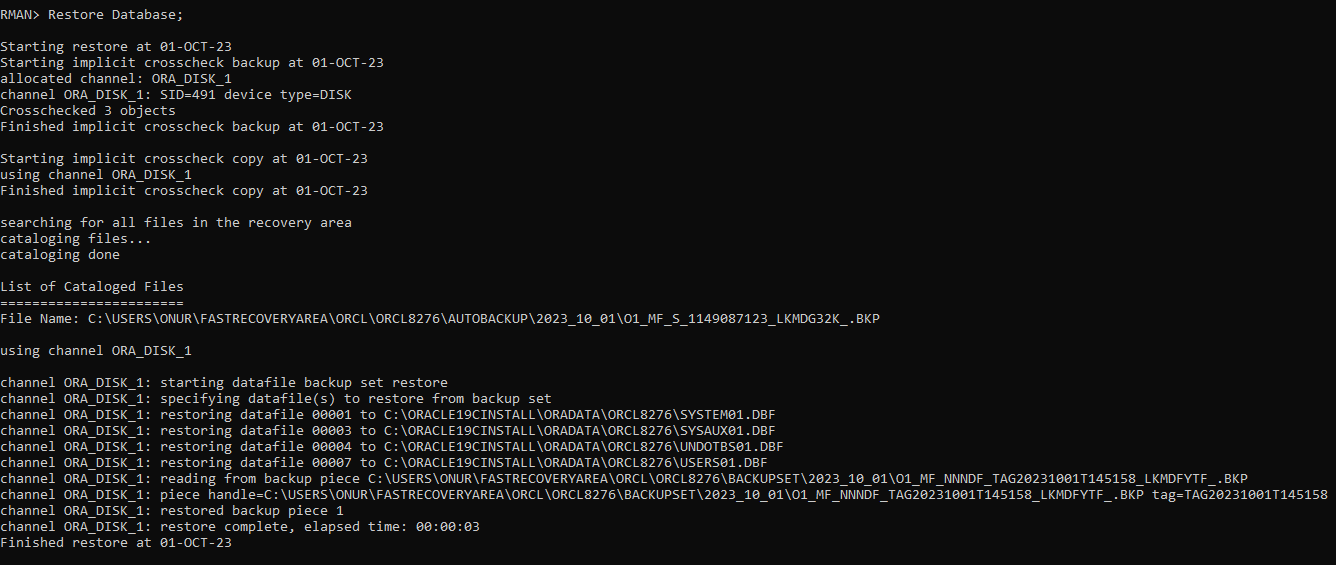 RMAN> Restore Database;
Starting restore at 01-OCT-23
Starting implicit crosscheck backup at 01-OCT-23
allocated channel: ORA_DISK_1
channel ORA_DISK_1: SID=491 device type=DISK
Crosschecked 3 objects
Finished implicit crosscheck backup at 01-OCT-23
Starting implicit crosscheck copy at 01-OCT-23
using channel ORA_DISK_1
Finished implicit crosscheck copy at 01-OCT-23
searching for all files in the recovery area
cataloging files...
cataloging done
List of Cataloged Files
=======================
File Name: C:\USERS\ONUR\FASTRECOVERYAREA\ORCL\ORCL8276\AUTOBACKUP\2023_10_01\O1_MF_S_1149087123_LKMDG32K_.BKP
using channel ORA_DISK_1
channel ORA_DISK_1: starting datafile backup set restore
channel ORA_DISK_1: specifying datafile(s) to restore from backup set
channel ORA_DISK_1: restoring datafile 00001 to C:\ORACLE19CINSTALL\ORADATA\ORCL8276\SYSTEM01.DBF
channel ORA_DISK_1: restoring datafile 00003 to C:\ORACLE19CINSTALL\ORADATA\ORCL8276\SYSAUX01.DBF
channel ORA_DISK_1: restoring datafile 00004 to C:\ORACLE19CINSTALL\ORADATA\ORCL8276\UNDOTBS01.DBF
channel ORA_DISK_1: restoring datafile 00007 to C:\ORACLE19CINSTALL\ORADATA\ORCL8276\USERS01.DBF
channel ORA_DISK_1: reading from backup piece C:\USERS\ONUR\FASTRECOVERYAREA\ORCL\ORCL8276\BACKUPSET\2023_10_01\O1_MF_NNNDF_TAG20231001T145158_LKMDFYTF_.BKP
channel ORA_DISK_1: piece handle=C:\USERS\ONUR\FASTRECOVERYAREA\ORCL\ORCL8276\BACKUPSET\2023_10_01\O1_MF_NNNDF_TAG20231001T145158_LKMDFYTF_.BKP tag=TAG20231001T145158
channel ORA_DISK_1: restored backup piece 1
channel ORA_DISK_1: restore complete, elapsed time: 00:00:03
Finished restore at 01-OCT-23